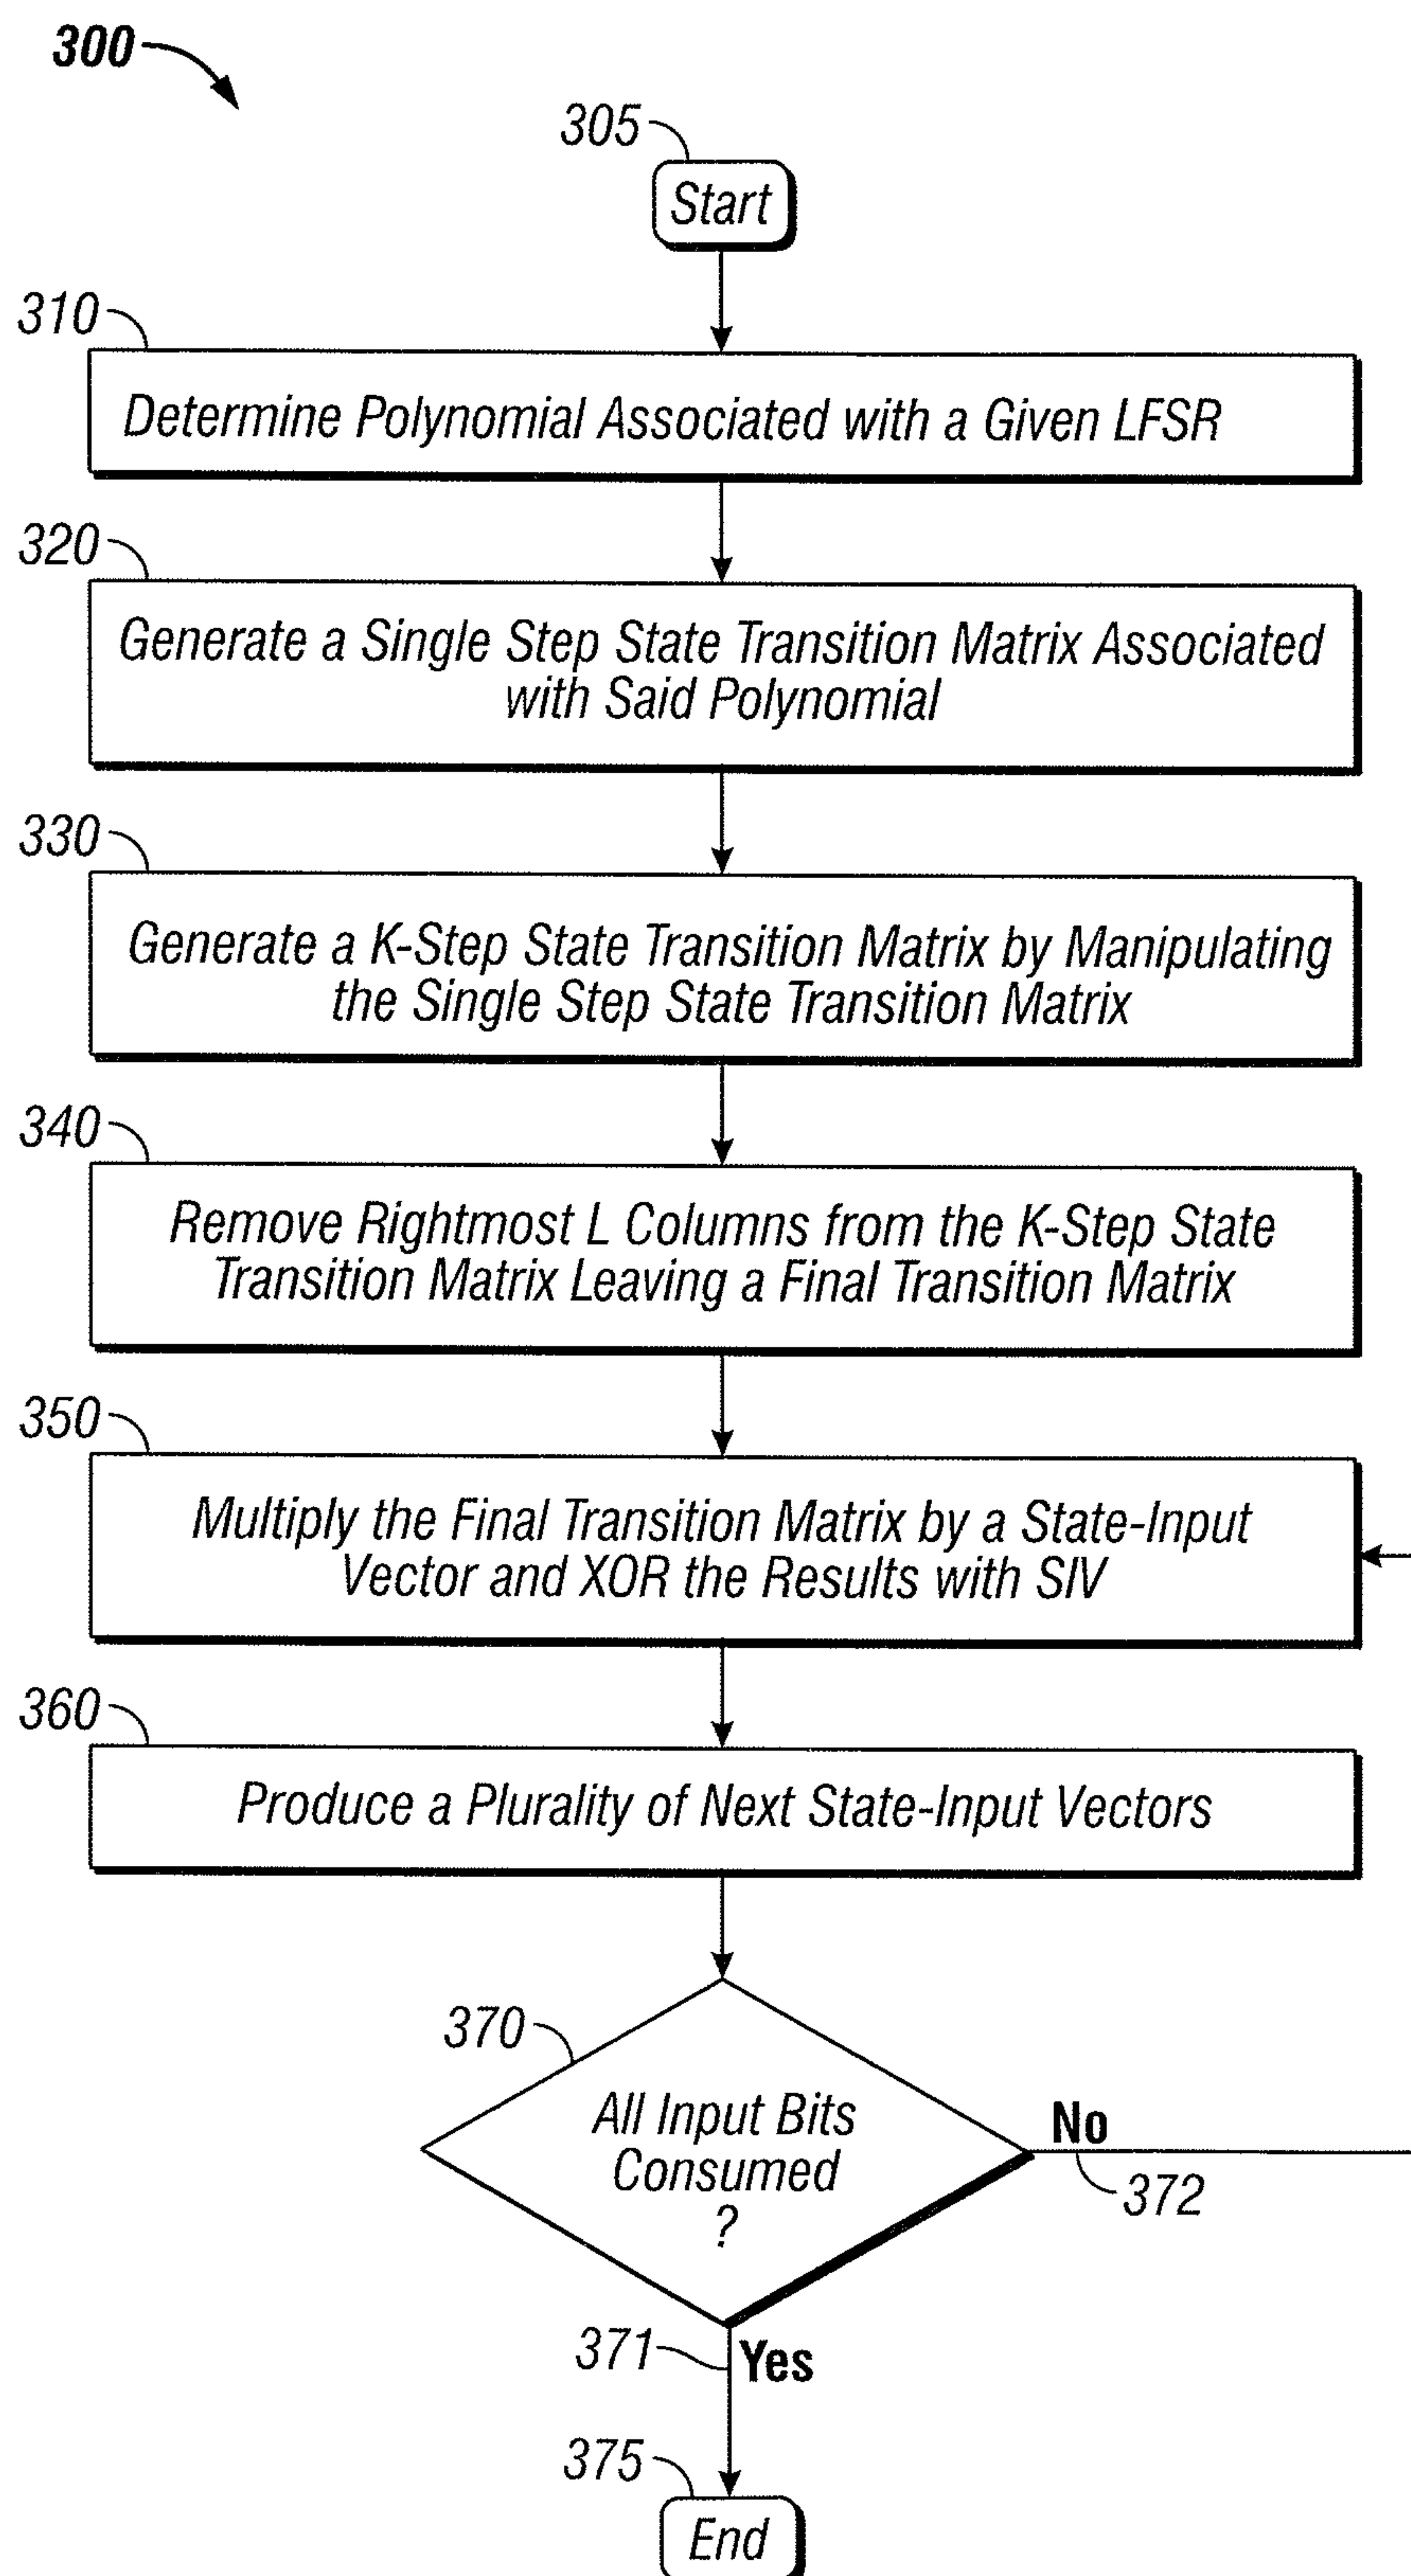 300
305
Start
310
Determine Polynomial Associated with a Given LFSR
320
Generate a Single Step State Transition Matrix Associated
with Said Polynomial
330
Generate a K-Step State Transition Matrix by Manipulating
the Single Step State Transition Matrix
340
Remove Rightmost L Columns from the K-Step State
Transition Matrix Leaving a Final Transition Matrix
350
Multiply the Final Transition Matrix by a State-Input
Vector and XOR the Results with SIV
360
Produce a Plurality of Next State-Input Vectors
370
All Input Bits
Consumed
?
No
372
371
Yes
375
End